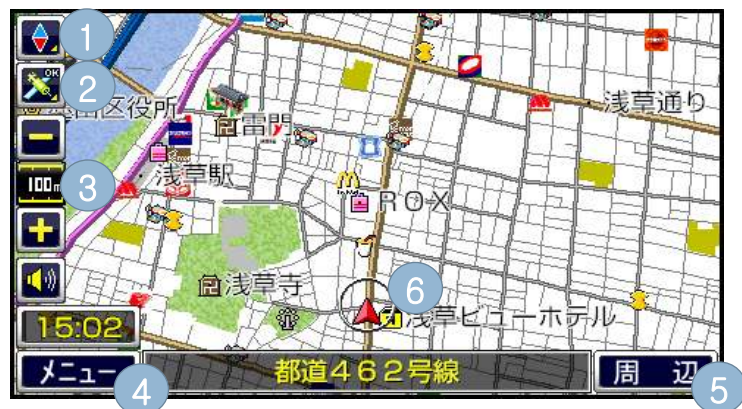 1
2
OK
区役所
浅草通り
雷門
3
100m
浅草駅
ROX
浅草寺
6
浅草ビューホテル
15:02
メニュー
4
都道462号線
周辺
5